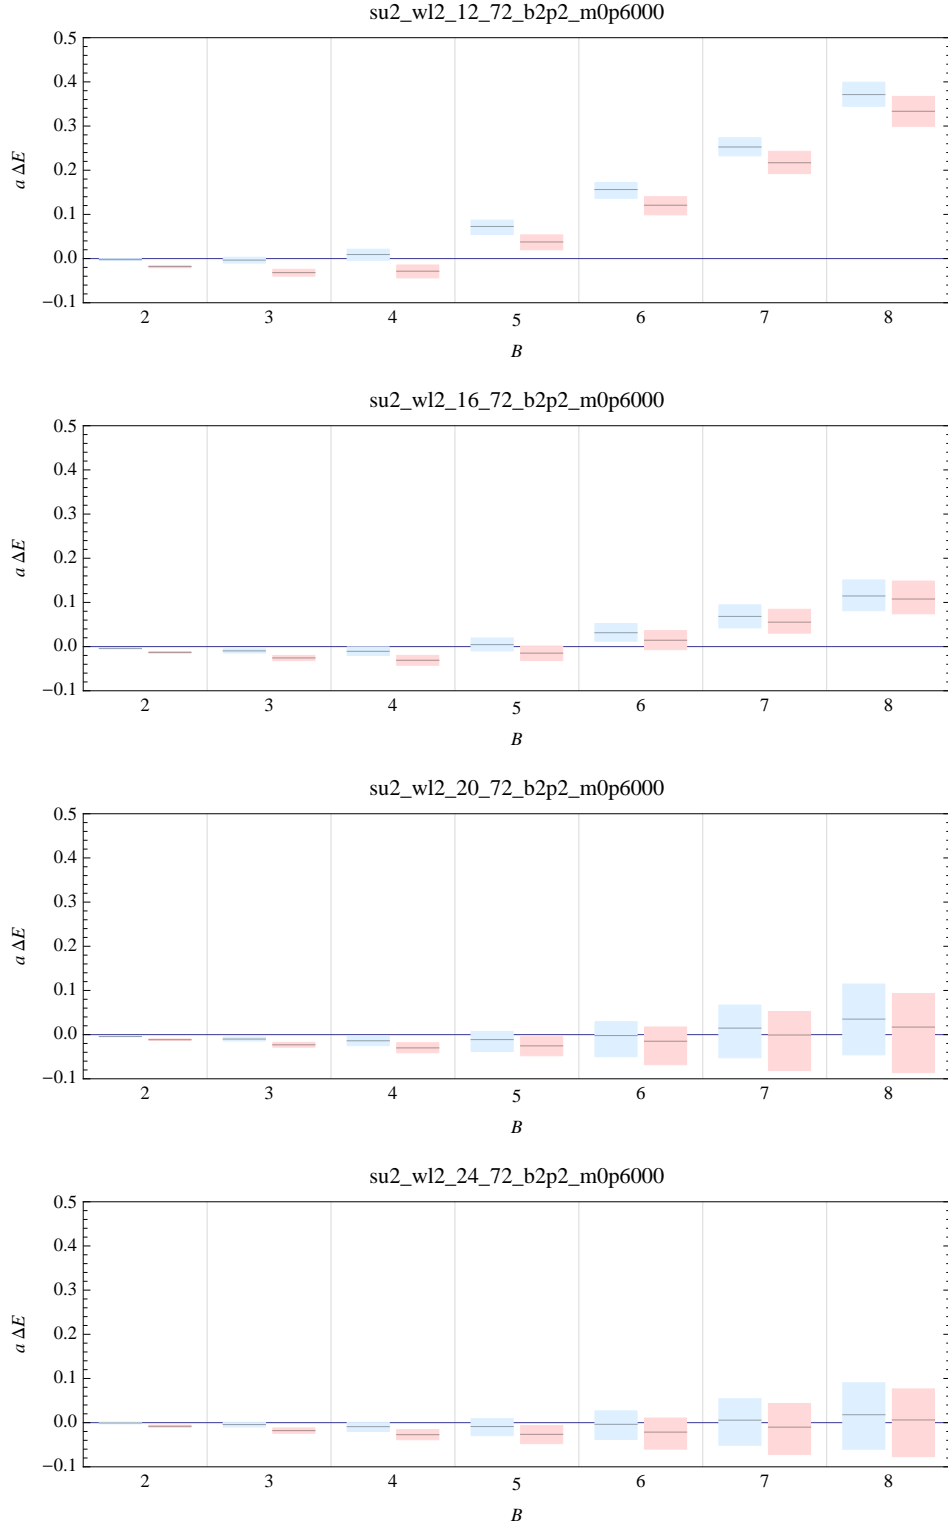 su2_wl2_12_72_b2p2_m0p6000
0.5
0.4
0.3
0.2
0.1
0.0
−0.1
a ΔE
2 3 4 5 6 7 8
B
su2_wl2_16_72_b2p2_m0p6000
0.5
0.4
0.3
0.2
0.1
0.0
−0.1
a ΔE
2 3 4 5 6 7 8
B
su2_wl2_20_72_b2p2_m0p6000
0.5
0.4
0.3
0.2
0.1
0.0
−0.1
a ΔE
2 3 4 5 6 7 8
B
su2_wl2_24_72_b2p2_m0p6000
0.5
0.4
0.3
0.2
0.1
0.0
−0.1
a ΔE
2 3 4 5 6 7 8
B